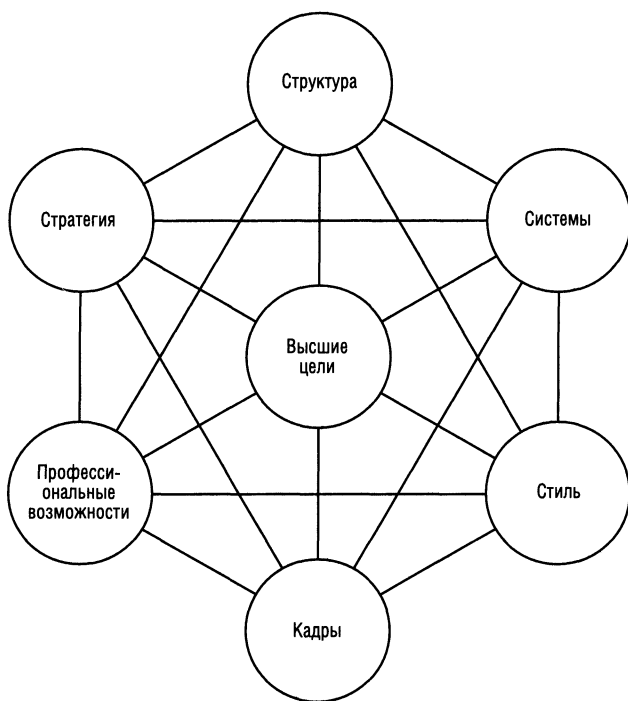 Структура
Стратегия
Системы
Высшие
цели
Професси-
ональные
возможности
Стиль
Кадры